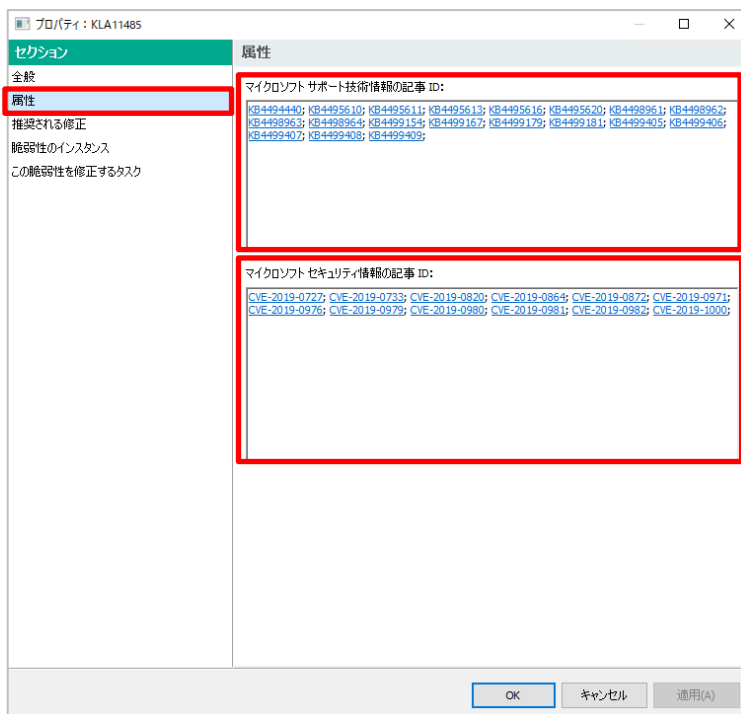 プロパティ：KLA11485
セクション
属性
全般
属性
推奨される修正
脆弱性のインスタンス
この脆弱性を修正するタスク
マイクロソフト サポート技術情報の記事 ID:
KB4494440; KB4495610; KB4495611; KB4495613; KB4495616; KB4495620; KB4498961; KB4498962;
KB4498963; KB4498964; KB4499154; KB4499167; KB4499179; KB4499181; KB4499405; KB4499406;
KB4499407; KB4499408; KB4499409;
マイクロソフト セキュリティ情報の記事 ID:
CVE-2019-0727; CVE-2019-0733; CVE-2019-0820; CVE-2019-0864; CVE-2019-0872; CVE-2019-0971;
CVE-2019-0976; CVE-2019-0979; CVE-2019-0980; CVE-2019-0981; CVE-2019-0982; CVE-2019-1000;
OK
キャンセル
適用(A)